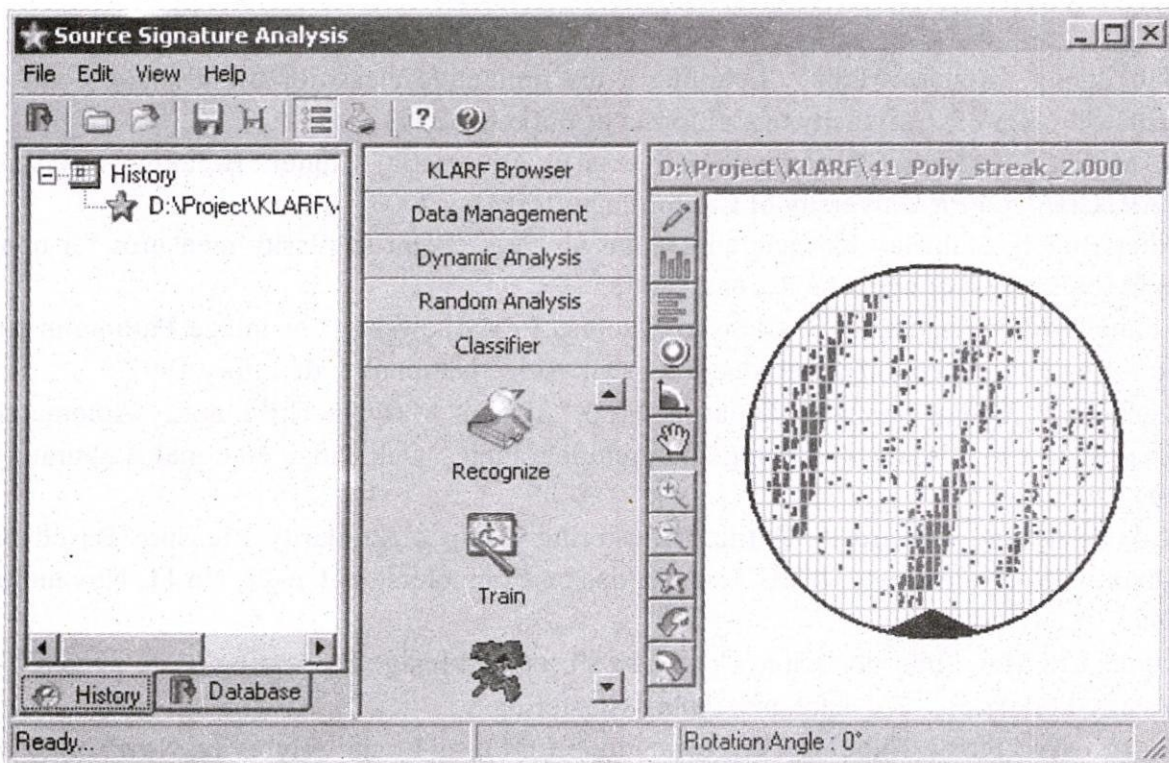 Source Signature Analysis
File Edit View Help
History
D:\Project\KLARF\
KLARF Browser
Data Management
Dynamic Analysis
Random Analysis
Classifier
Recognize
Train
D:\Project\KLARF\41_Poly_streak_2.000
History Database
Ready...
Rotation Angle : 0°